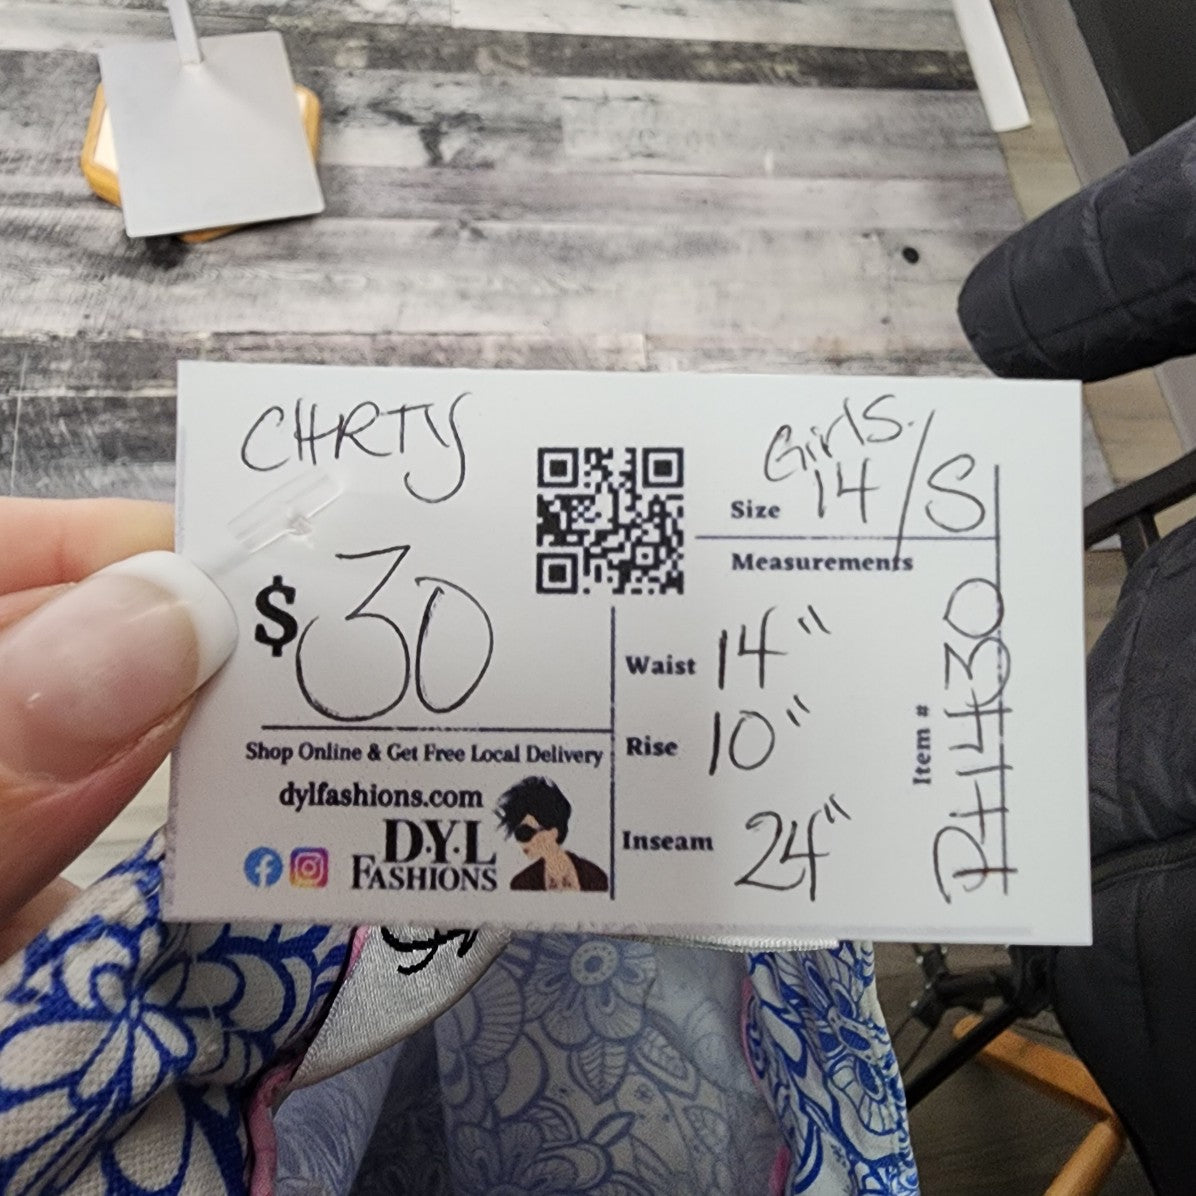 CHRTY
$ 30
Shop Online & Get Free Local Delivery
dylfashions.com
D·Y·L
FASHIONS
Girls.
Size 14/S
Measurements
Waist 14"
Rise 10"
Inseam 24"
Item #